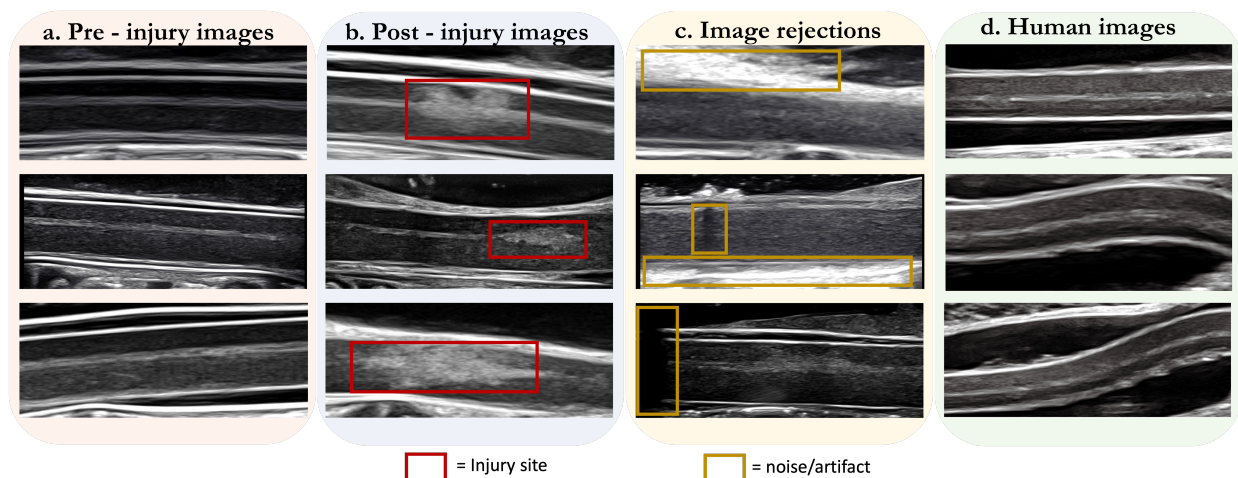 a. Pre - injury images
b. Post - injury images
c. Image rejections
d. Human images
= Injury site
= noise/artifact